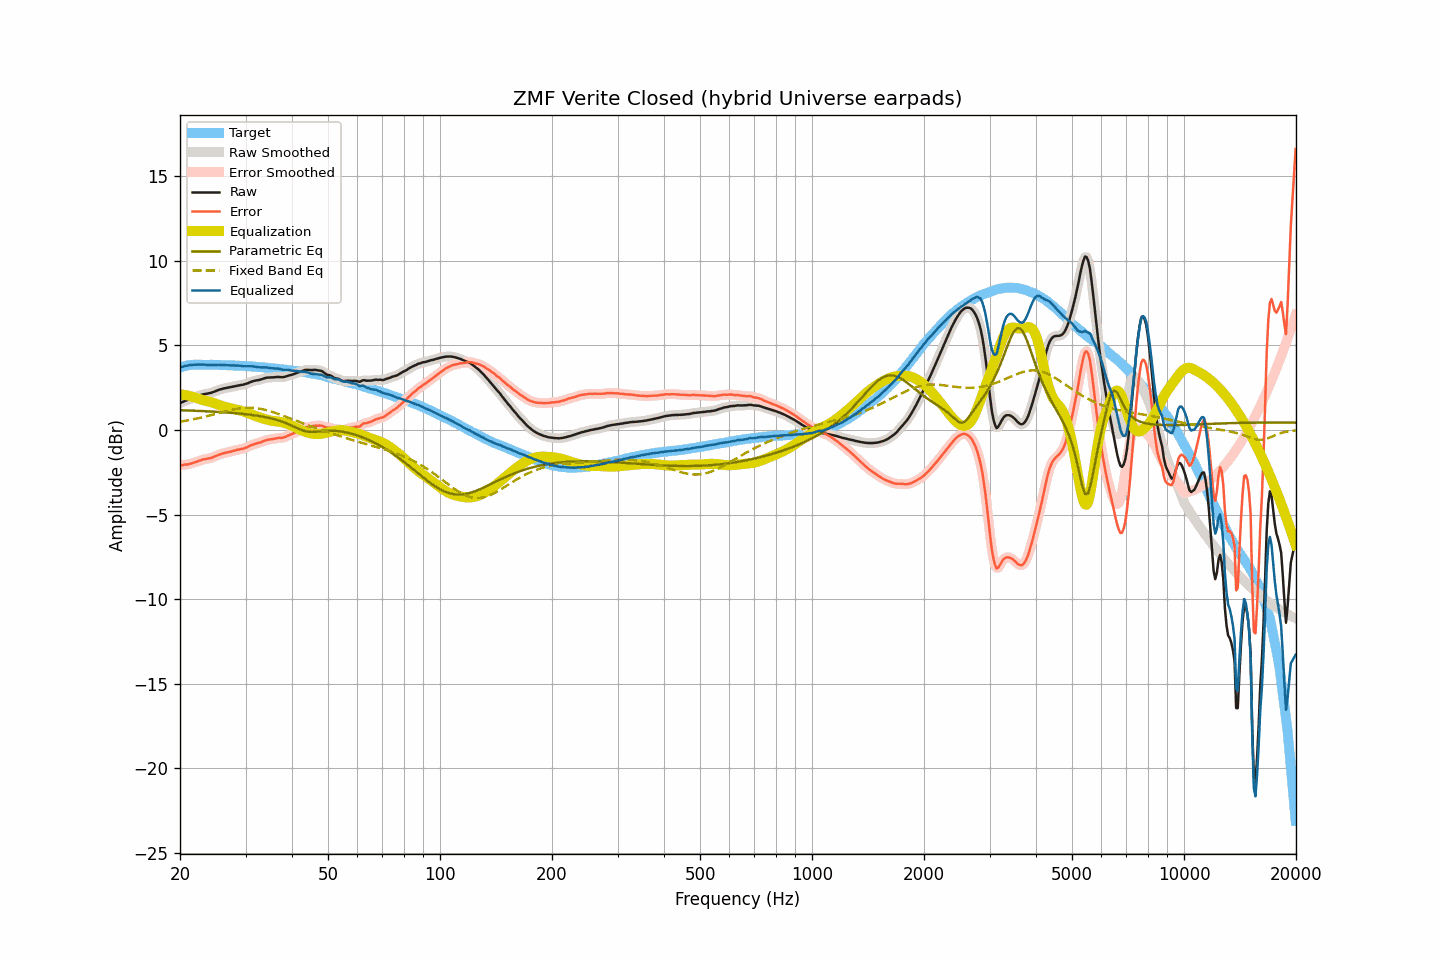 ZMF Verite Closed (hybrid Universe earpads)
Target
Raw Smoothed
Error Smoothed
Raw
Error
Equalization
Parametric Eq
Fixed Band Eq
Equalized
15
10
5
0
−5
−10
−15
−20
−25
Amplitude (dBr)
20 50 100 200 500 1000 2000 5000 10000 20000
Frequency (Hz)